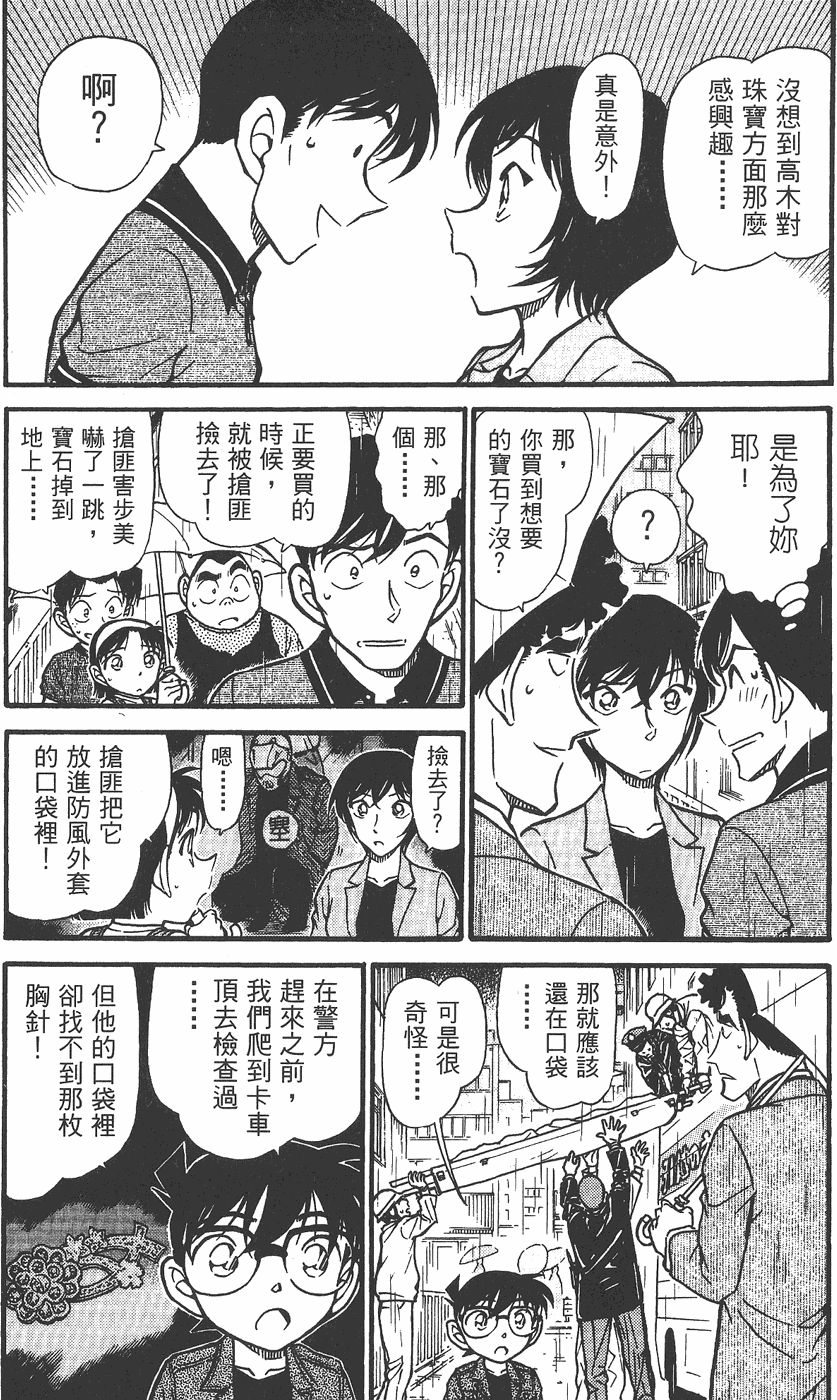 沒想到高木對
珠寶方面那麼
感興趣⋯⋯
真是意外！
啊？
是為了妳
耶！
？
那，
你買到想要
的寶石了沒？
那、那
個⋯⋯
正要買的
時候，
就被搶匪
撿去了！
搶匪害步美
嚇了一跳，
寶石掉到
地上⋯⋯
撿去了？
嗯⋯⋯
搶匪把它
放進防風外套
的口袋裡！
那就應該
還在口袋
⋯⋯
可是很
奇怪⋯⋯
在警方
趕來之前，
我們爬到卡車
頂去檢查過
⋯⋯
但他的口袋裡
卻找不到那枚
胸針！